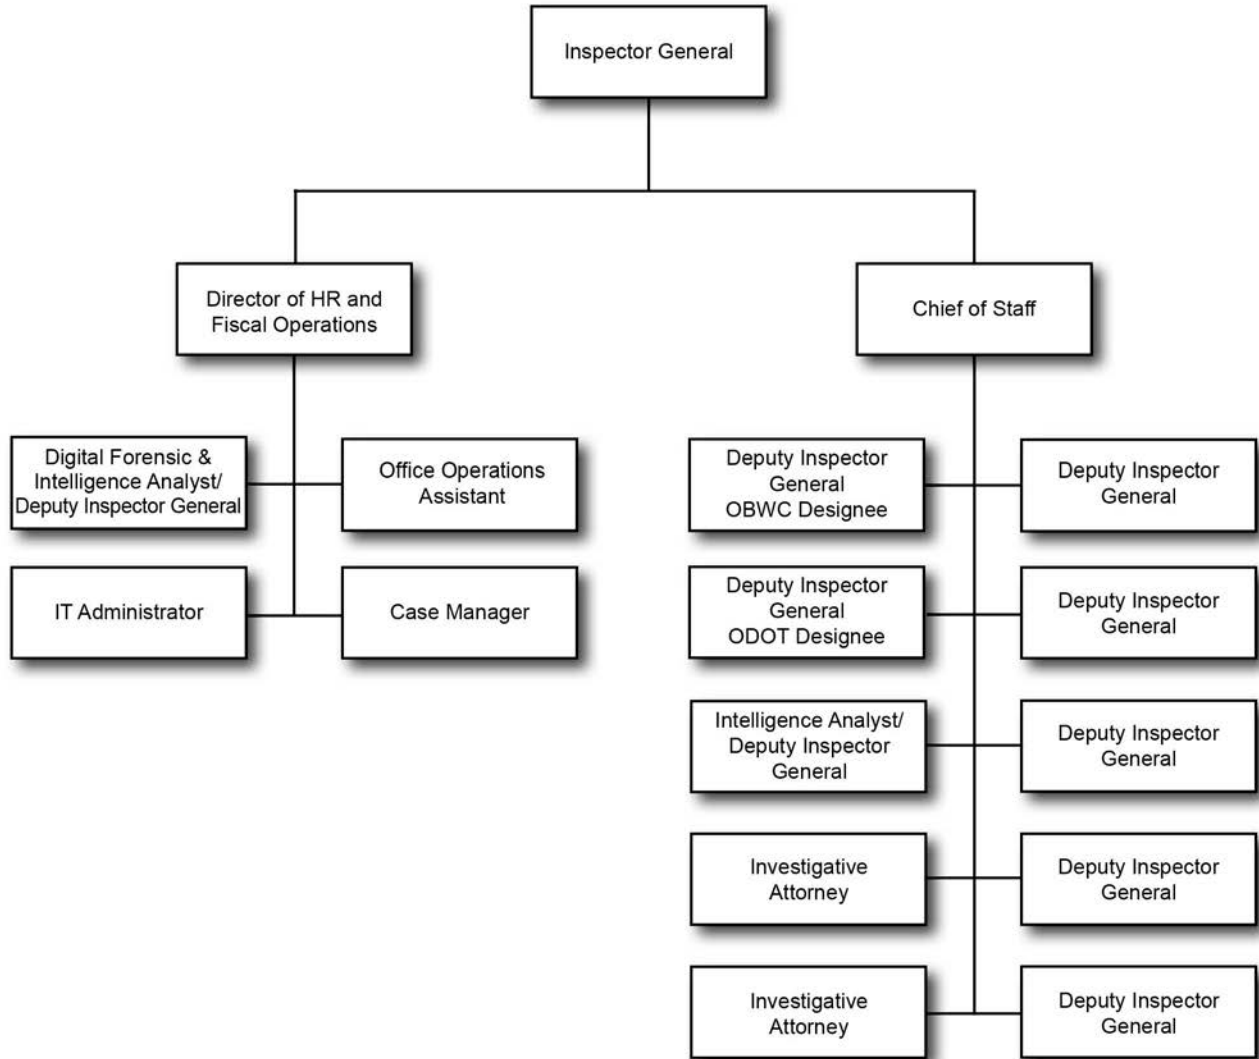 Inspector General
Director of HR and
Fiscal Operations
Chief of Staff
Digital Forensic &
Intelligence Analyst/
Deputy Inspector General
Office Operations
Assistant
IT Administrator
Case Manager
Deputy Inspector
General
OBWC Designee
Deputy Inspector
General
Deputy Inspector
General
ODOT Designee
Deputy Inspector
General
Intelligence Analyst/
Deputy Inspector
General
Deputy Inspector
General
Investigative
Attorney
Deputy Inspector
General
Investigative
Attorney
Deputy Inspector
General